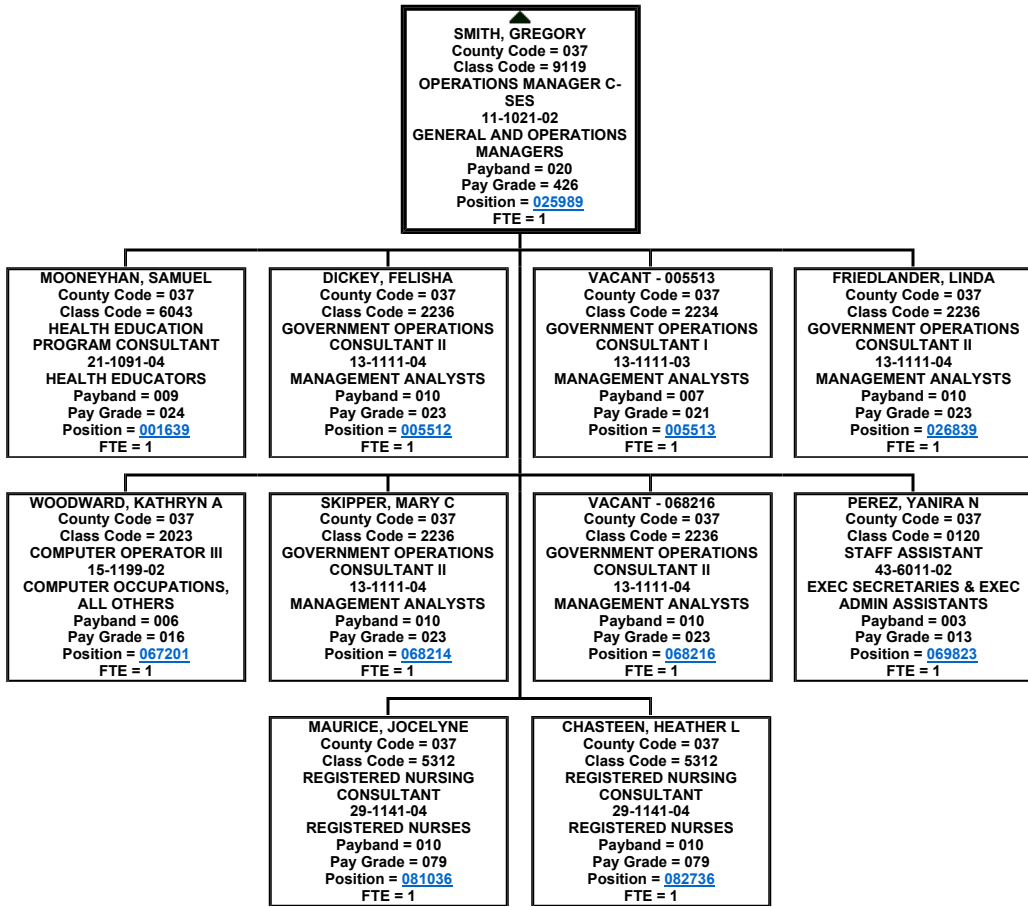 SMITH, GREGORY
County Code = 037
Class Code = 9119
OPERATIONS MANAGER C-
SES
11-1021-02
GENERAL AND OPERATIONS
MANAGERS
Payband = 020
Pay Grade = 426
Position = 025989
FTE = 1
MOONEYHAN, SAMUEL
County Code = 037
Class Code = 6043
HEALTH EDUCATION
PROGRAM CONSULTANT
21-1091-04
HEALTH EDUCATORS
Payband = 009
Pay Grade = 024
Position = 001639
FTE = 1
DICKEY, FELISHA
County Code = 037
Class Code = 2236
GOVERNMENT OPERATIONS
CONSULTANT II
13-1111-04
MANAGEMENT ANALYSTS
Payband = 010
Pay Grade = 023
Position = 005512
FTE = 1
VACANT - 005513
County Code = 037
Class Code = 2234
GOVERNMENT OPERATIONS
CONSULTANT I
13-1111-03
MANAGEMENT ANALYSTS
Payband = 007
Pay Grade = 021
Position = 005513
FTE = 1
FRIEDLANDER, LINDA
County Code = 037
Class Code = 2236
GOVERNMENT OPERATIONS
CONSULTANT II
13-1111-04
MANAGEMENT ANALYSTS
Payband = 010
Pay Grade = 023
Position = 026839
FTE = 1
WOODWARD, KATHRYN A
County Code = 037
Class Code = 2023
COMPUTER OPERATOR III
15-1199-02
COMPUTER OCCUPATIONS,
ALL OTHERS
Payband = 006
Pay Grade = 016
Position = 067201
FTE = 1
SKIPPER, MARY C
County Code = 037
Class Code = 2236
GOVERNMENT OPERATIONS
CONSULTANT II
13-1111-04
MANAGEMENT ANALYSTS
Payband = 010
Pay Grade = 023
Position = 068214
FTE = 1
VACANT - 068216
County Code = 037
Class Code = 2236
GOVERNMENT OPERATIONS
CONSULTANT II
13-1111-04
MANAGEMENT ANALYSTS
Payband = 010
Pay Grade = 023
Position = 068216
FTE = 1
PEREZ, YANIRA N
County Code = 037
Class Code = 0120
STAFF ASSISTANT
43-6011-02
EXEC SECRETARIES & EXEC
ADMIN ASSISTANTS
Payband = 003
Pay Grade = 013
Position = 069823
FTE = 1
MAURICE, JOCELYNE
County Code = 037
Class Code = 5312
REGISTERED NURSING
CONSULTANT
29-1141-04
REGISTERED NURSES
Payband = 010
Pay Grade = 079
Position = 081036
FTE = 1
CHASTEEN, HEATHER L
County Code = 037
Class Code = 5312
REGISTERED NURSING
CONSULTANT
29-1141-04
REGISTERED NURSES
Payband = 010
Pay Grade = 079
Position = 082736
FTE = 1